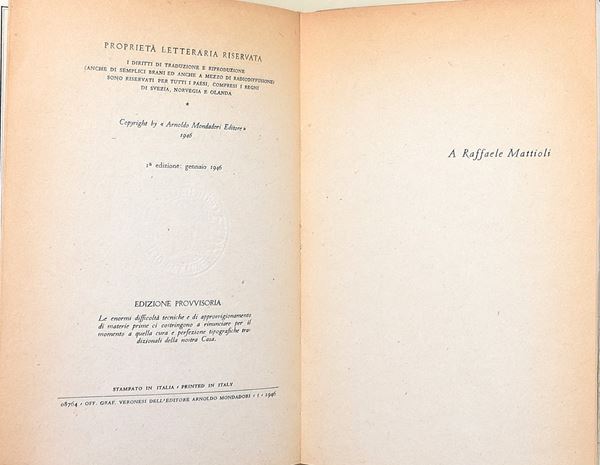 PROPRIETÀ LETTERARIA RISERVATA
I DIRITTI DI TRADUZIONE E RIPRODUZIONE
(ANCHE DI SEMPLICI BRANI ED ANCHE A MEZZO DI RADIODIFFUSIONE)
SONO RISERVATI PER TUTTI I PAESI, COMPRESI I REGNI
DI SVEZIA, NORVEGIA E OLANDA
*
Copyright by « Arnoldo Mondadori Editore »
1946
1ª edizione: gennaio 1946
EDIZIONE PROVVISORIA
Le enormi difficoltà tecniche e di approvvigionamento
di materie prime ci costringono a rinunciare per il
momento a quella cura e perfezione tipografiche tra-
dizionali della nostra Casa.
STAMPATO IN ITALIA / PRINTED IN ITALY
08764 / OFF. GRAF. VERONESI DELL'EDITORE ARNOLDO MONDADORI / 1 / 1946
A Raffaele Mattioli